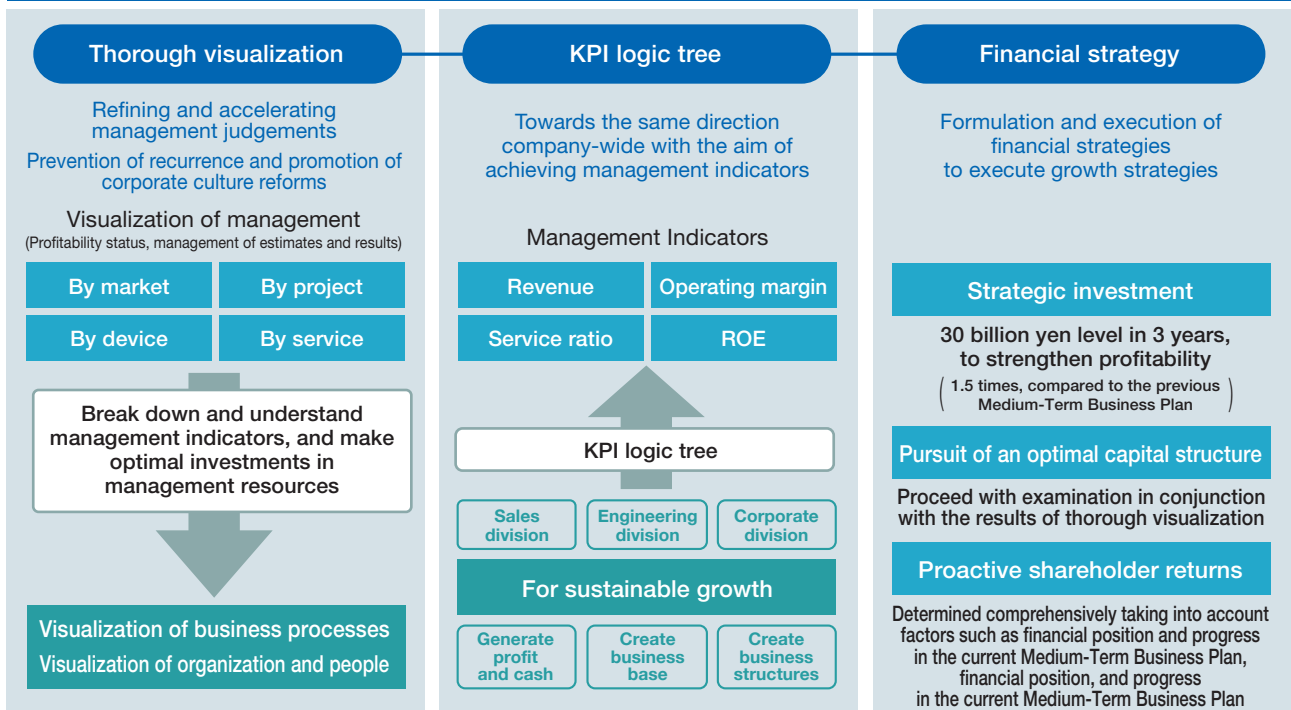 Thorough visualization
Refining and accelerating
management judgements
Prevention of recurrence and promotion of
corporate culture reforms
Visualization of management
(Profitability status, management of estimates and results)
By market
By project
By device
By service
Break down and understand
management indicators, and make
optimal investments in
management resources
Visualization of business processes
Visualization of organization and people
KPI logic tree
Towards the same direction
company-wide with the aim of
achieving management indicators
Management Indicators
Revenue
Operating margin
Service ratio
ROE
KPI logic tree
Sales
division
Engineering
division
Corporate
division
For sustainable growth
Generate
profit
and cash
Create
business
base
Create
business
structures
Financial strategy
Formulation and execution of
financial strategies
to execute growth strategies
Strategic investment
30 billion yen level in 3 years,
to strengthen profitability
( 1.5 times, compared to the previous
Medium-Term Business Plan )
Pursuit of an optimal capital structure
Proceed with examination in conjunction
with the results of thorough visualization
Proactive shareholder returns
Determined comprehensively taking into account
factors such as financial position and progress
in the current Medium-Term Business Plan,
financial position, and progress
in the current Medium-Term Business Plan